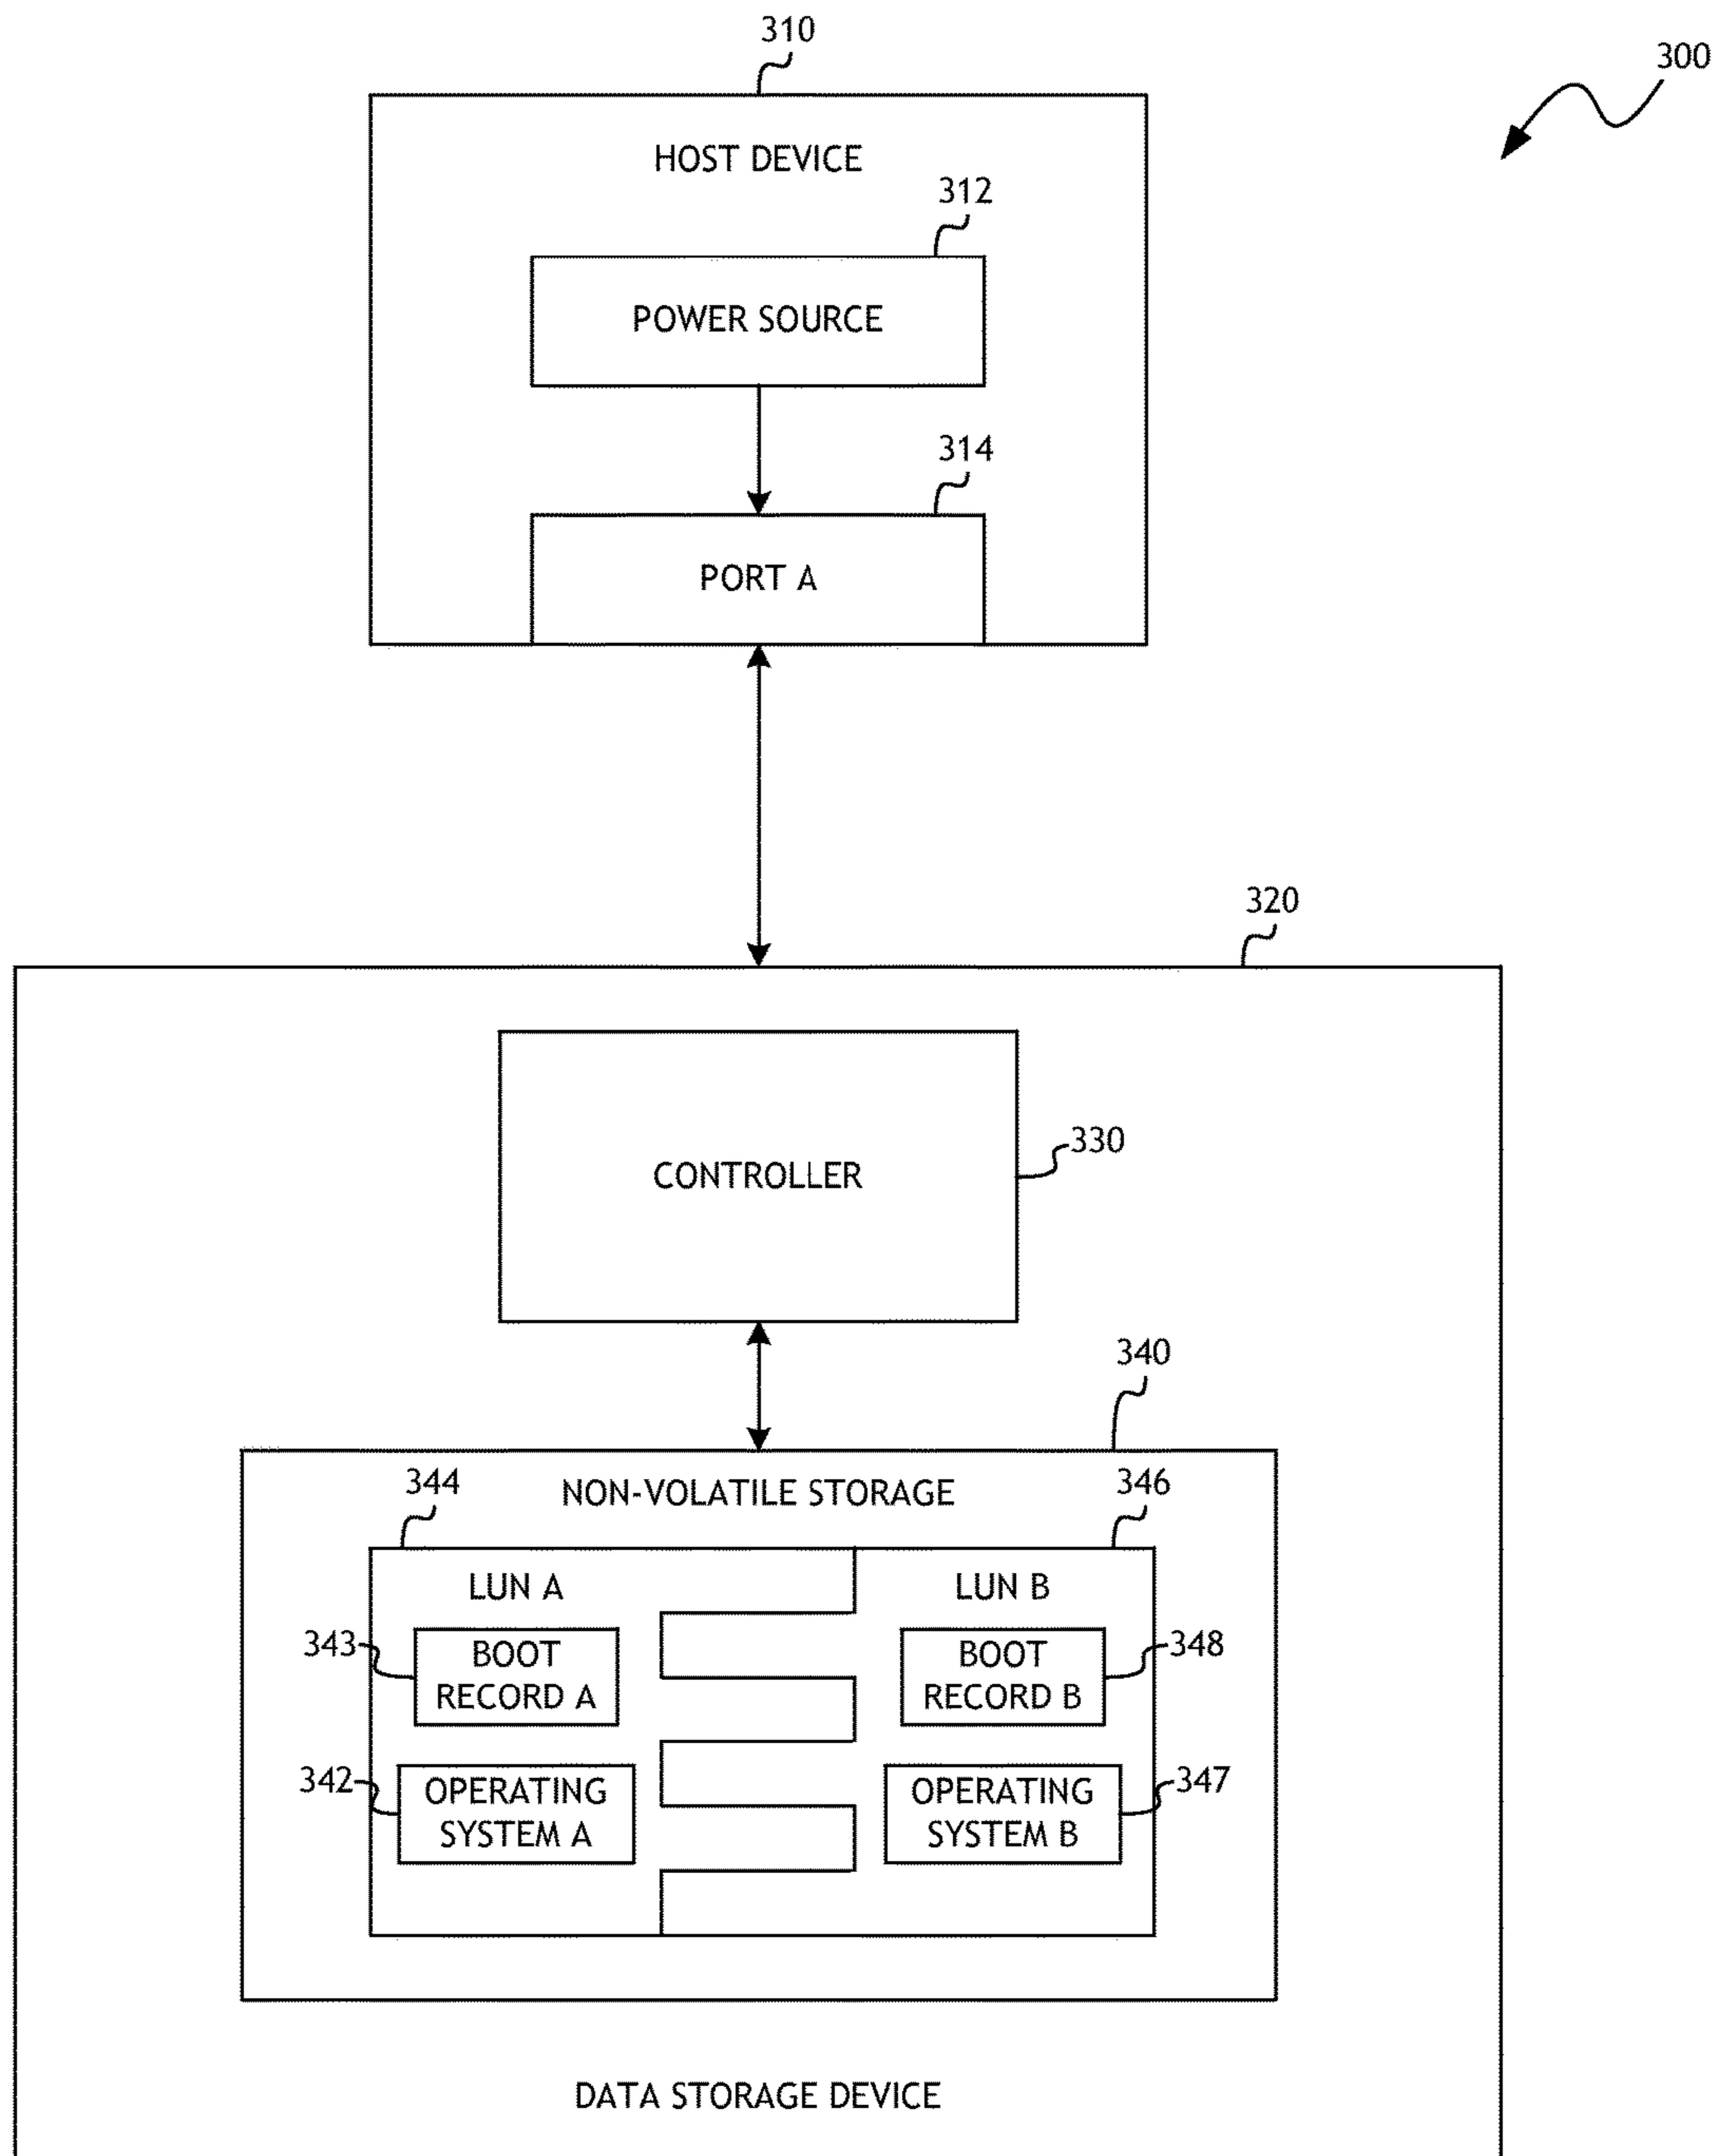 310
300
HOST DEVICE
312
POWER SOURCE
314
PORT A
320
330
CONTROLLER
340
NON-VOLATILE STORAGE
344
346
LUN A
LUN B
343
BOOT
RECORD A
BOOT
RECORD B
348
342
OPERATING
SYSTEM A
OPERATING
SYSTEM B
347
DATA STORAGE DEVICE